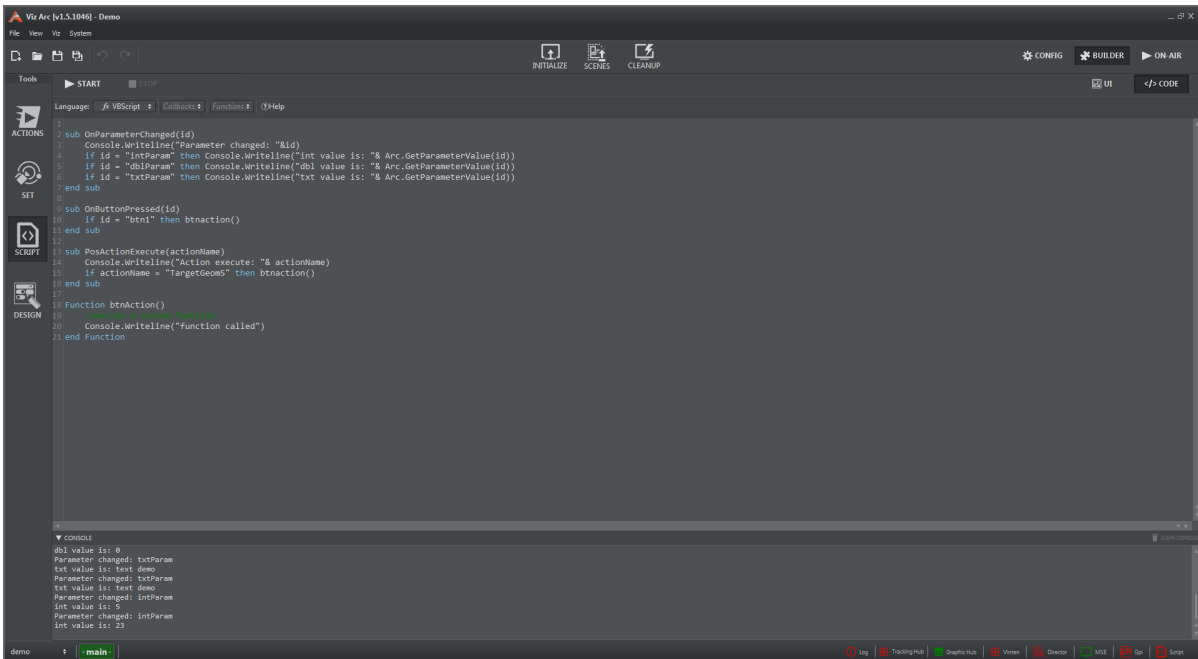 Viz Arc [v1.5.1046] - Demo
File View Viz System
INITIALIZE SCENES CLEANUP CONFIG BUILDER ON-AIR
Tools START STOP UI </> CODE
Language: fx VBScript Callbacks Functions Help
ACTIONS
SET
SCRIPT
DESIGN
1
2 sub OnParameterChanged(id)
3 Console.Writeline("Parameter changed: "&id)
4 if id = "intParam" then Console.Writeline("int value is: "& Arc.GetParameterValue(id))
5 if id = "dblParam" then Console.Writeline("dbl value is: "& Arc.GetParameterValue(id))
6 if id = "txtParam" then Console.Writeline("txt value is: "& Arc.GetParameterValue(id))
7 end sub
8
9 sub OnButtonPressed(id)
10 if id = "btn1" then btnaction()
11 end sub
12
13 sub PosActionExecute(actionName)
14 Console.Writeline("Action execute: "& actionName)
15 if actionName = "TargetGeom5" then btnaction()
16 end sub
17
18 Function btnAction()
19
20 Console.Writeline("function called")
21 end Function
CONSOLE CLEAR CONSOLE
dbl value is: 0
Parameter changed: txtParam
txt value is: text demo
Parameter changed: txtParam
txt value is: text demo
Parameter changed: intParam
int value is: 5
Parameter changed: intParam
int value is: 23
demo -main- Log Tracking Hub Graphic Hub Virten Director MSE Gpi Script